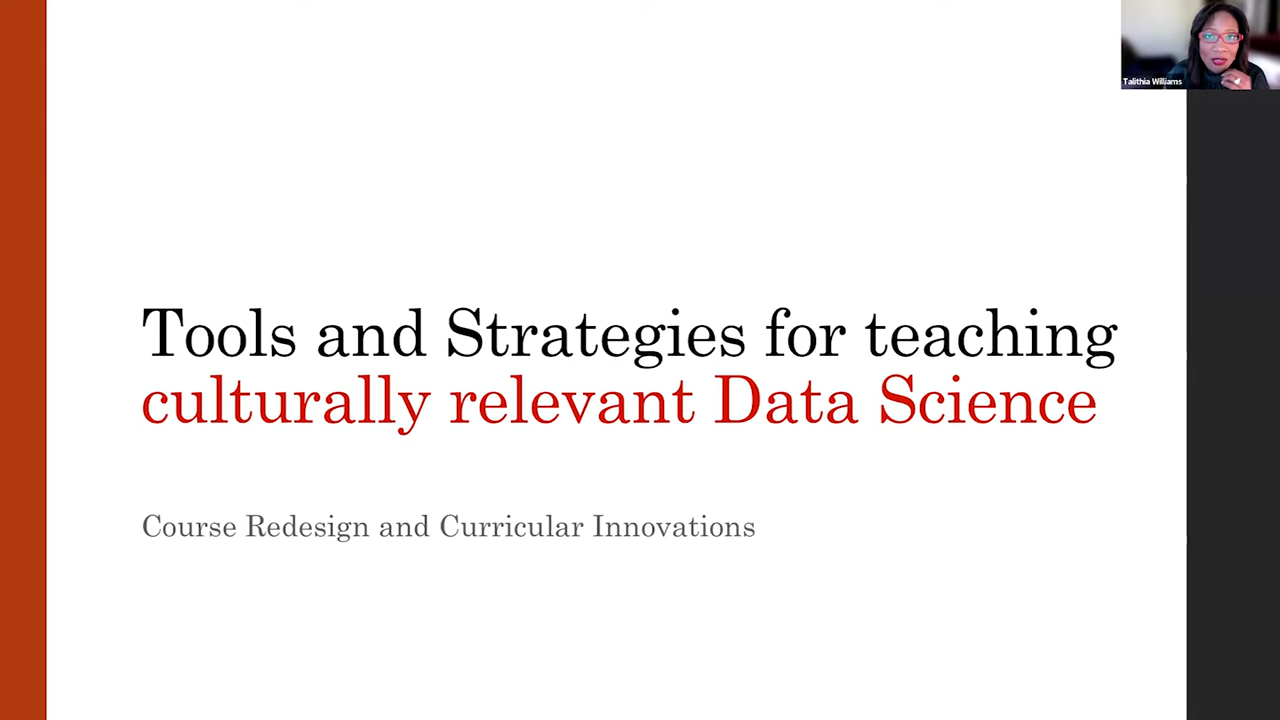 Talithia Williams
Tools and Strategies for teaching
culturally relevant Data Science
Course Redesign and Curricular Innovations